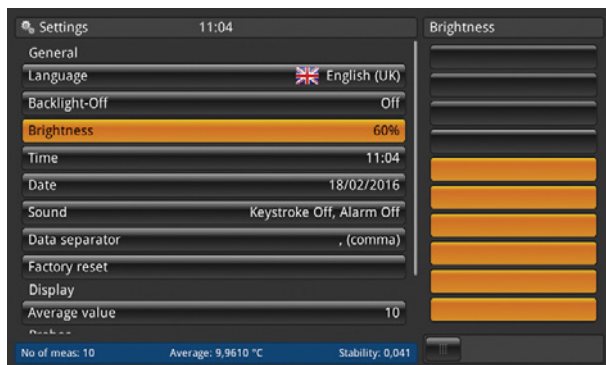 Settings 11:04 Brightness
General
Language English (UK)
Backlight-Off Off
Brightness 60%
Time 11:04
Date 18/02/2016
Sound Keystroke Off, Alarm Off
Data separator , (comma)
Factory reset
Display
Average value 10
No of meas: 10 Average: 9,9610 °C Stability: 0,041